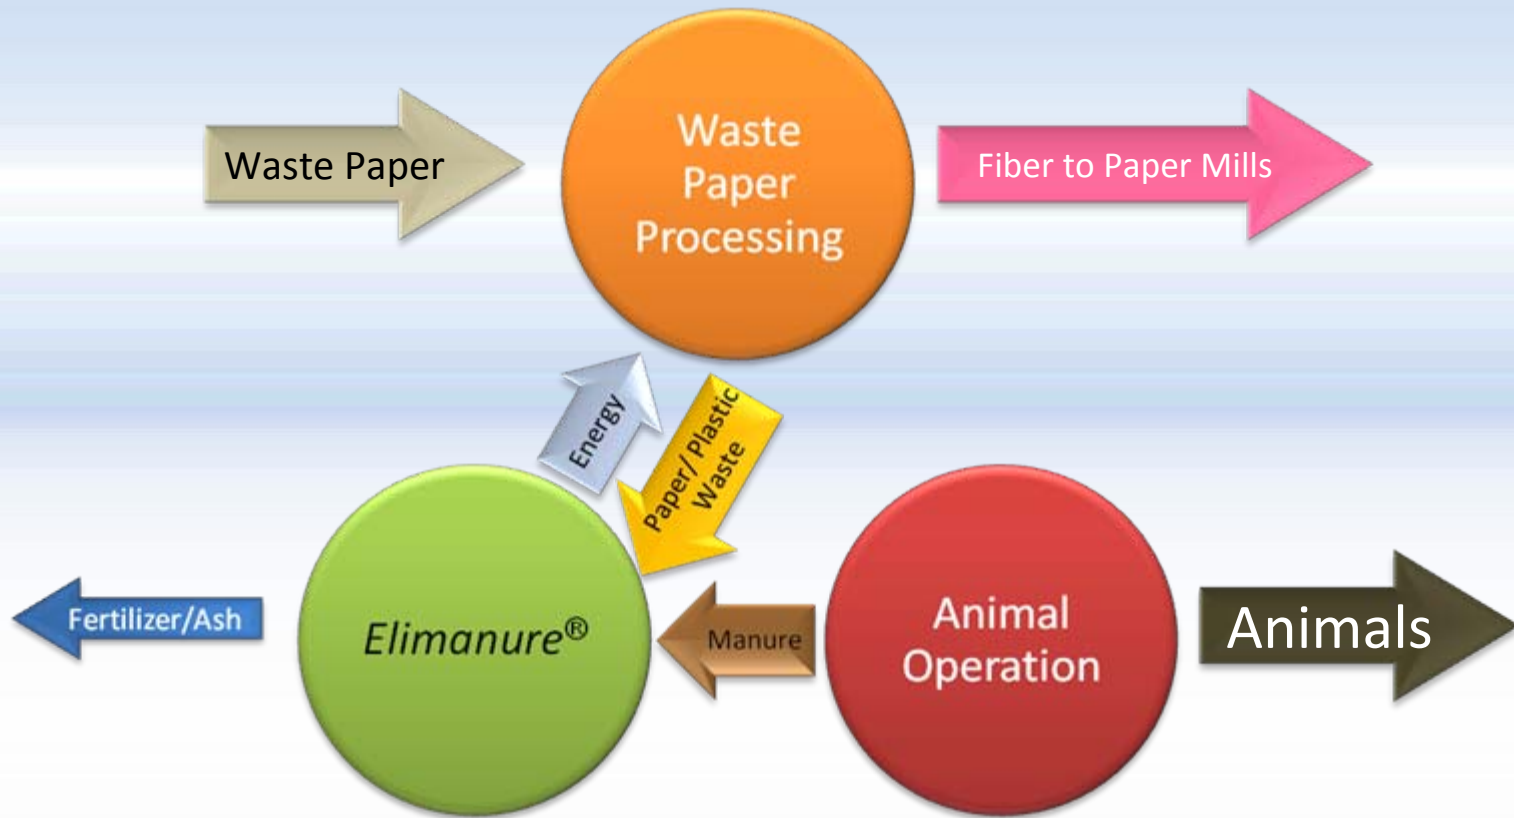 Waste Paper
Waste
Paper
Processing
Fiber to Paper Mills
Energy
Paper/ Plastic
Waste
Fertilizer/Ash
Elimanure®
Manure
Animal
Operation
Animals